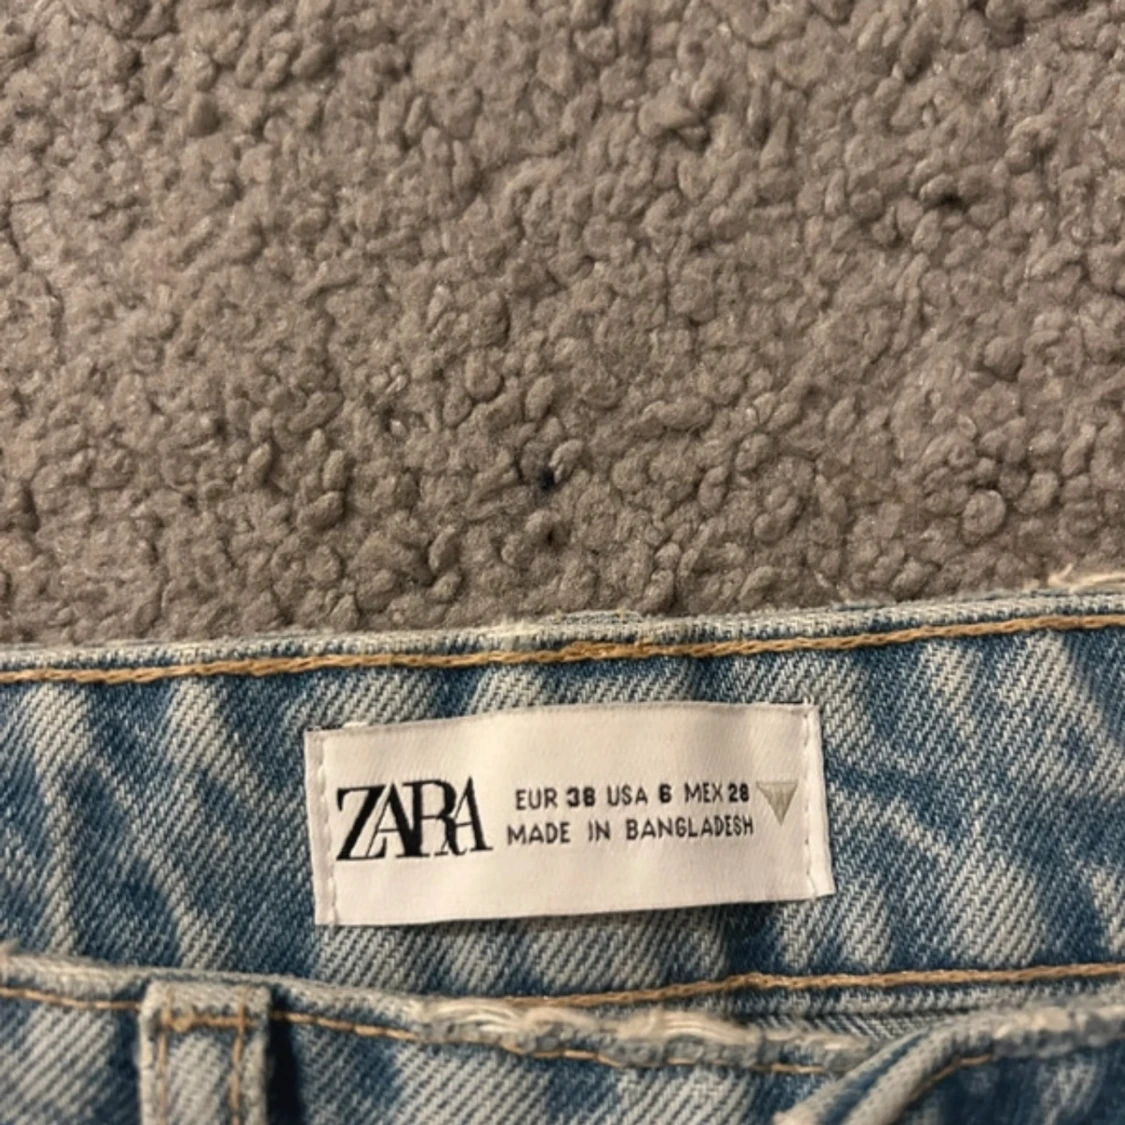 ZARA
EUR 38 USA 6 MEX 28
MADE IN BANGLADESH